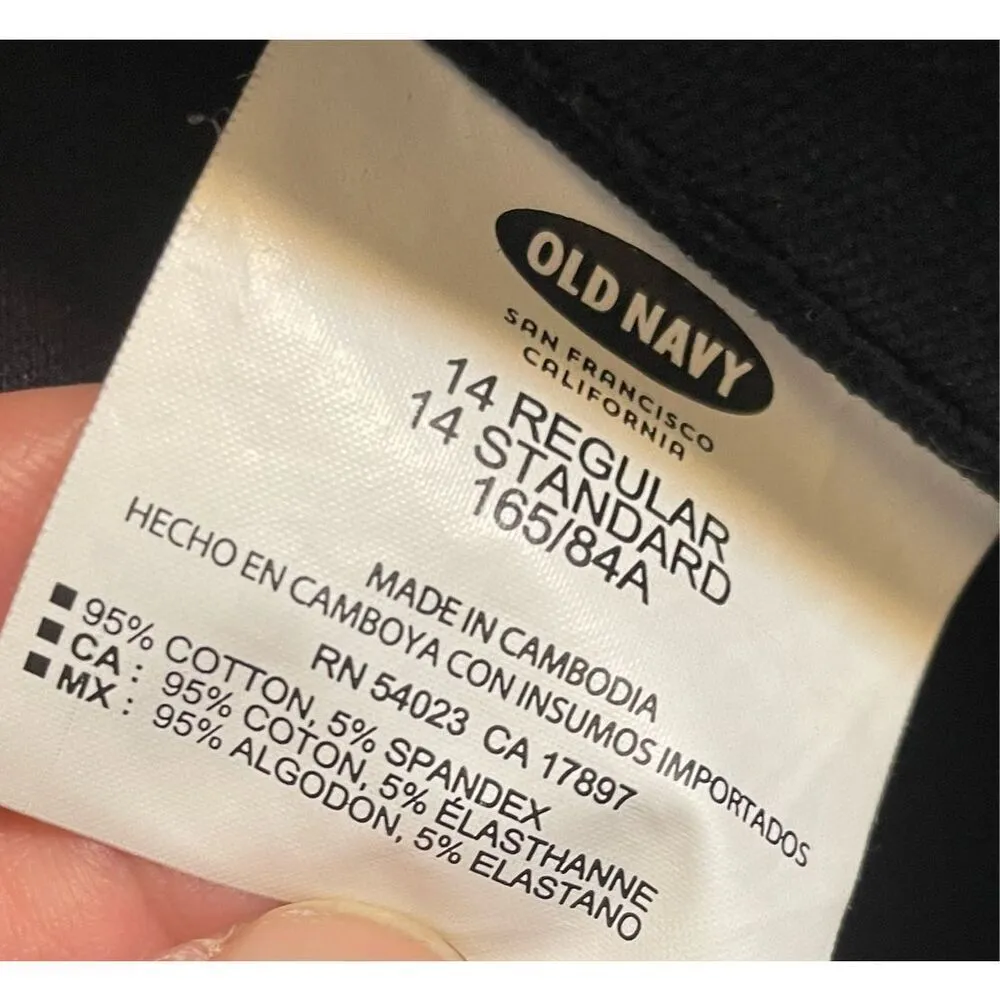 OLD NAVY
SAN FRANCISCO
CALIFORNIA
14 REGULAR
14 STANDARD
165/84A
MADE IN CAMBODIA
HECHO EN CAMBOYA CON INSUMOS IMPORTADOS
RN 54023 CA 17897
■ 95% COTTON, 5% SPANDEX
■ CA : 95% COTON, 5% ÉLASTHANNE
■ MX : 95% ALGODON, 5% ELASTANO